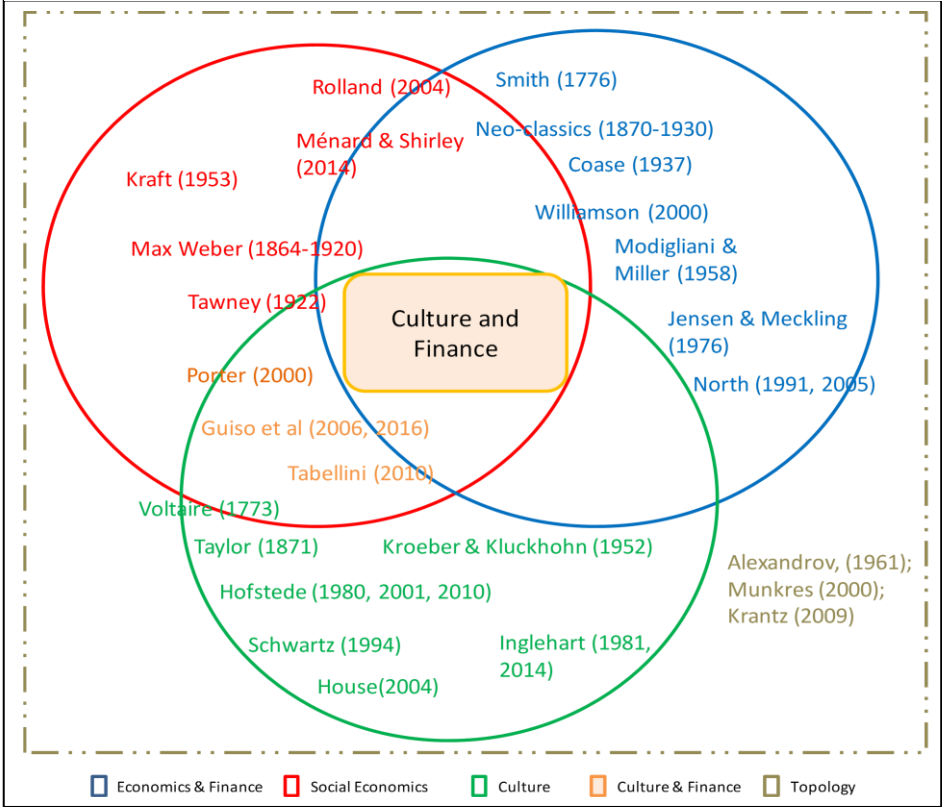 Rolland (2004)
Smith (1776)
Neo-classics (1870-1930)
Ménard & Shirley
(2014)
Coase (1937)
Kraft (1953)
Williamson (2000)
Max Weber (1864-1920)
Modigliani &
Miller (1958)
Tawney (1922)
Culture and
Finance
Jensen & Meckling
(1976)
Porter (2000)
North (1991, 2005)
Guiso et al (2006, 2016)
Tabellini (2010)
Voltaire (1773)
Taylor (1871)
Kroeber & Kluckhohn (1952)
Alexandrov, (1961);
Munkres (2000);
Krantz (2009)
Hofstede (1980, 2001, 2010)
Schwartz (1994)
Inglehart (1981,
2014)
House(2004)
Economics & Finance Social Economics Culture Culture & Finance Topology